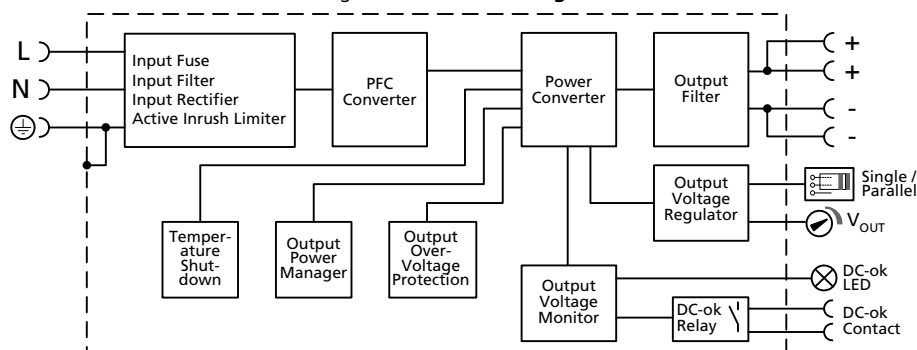 L
N
Input Fuse
Input Filter
Input Rectifier
Active Inrush Limiter
PFC
Converter
Power
Converter
Output
Filter
+
+
-
-
Output
Voltage
Regulator
Single /
Parallel
VOUT
Temper-
ature
Shut-
down
Output
Power
Manager
Output
Over-
Voltage
Protection
Output
Voltage
Monitor
DC-ok
Relay
DC-ok
LED
DC-ok
Contact